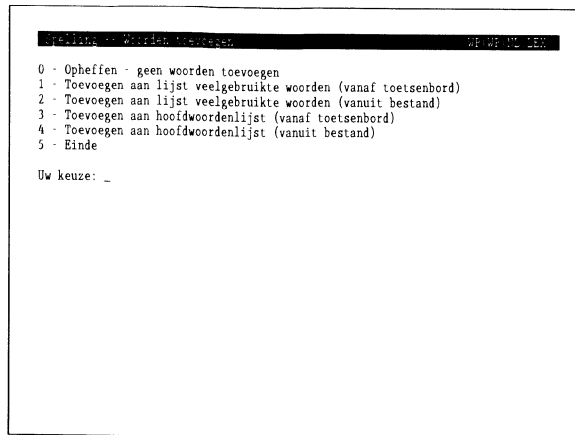 Spelling -- Woorden toevoegen
0 - Opheffen - geen woorden toevoegen
1 - Toevoegen aan lijst veelgebruikte woorden (vanaf toetsenbord)
2 - Toevoegen aan lijst veelgebruikte woorden (vanuit bestand)
3 - Toevoegen aan hoofdwoordenlijst (vanaf toetsenbord)
4 - Toevoegen aan hoofdwoordenlijst (vanuit bestand)
5 - Einde
Uw keuze: _